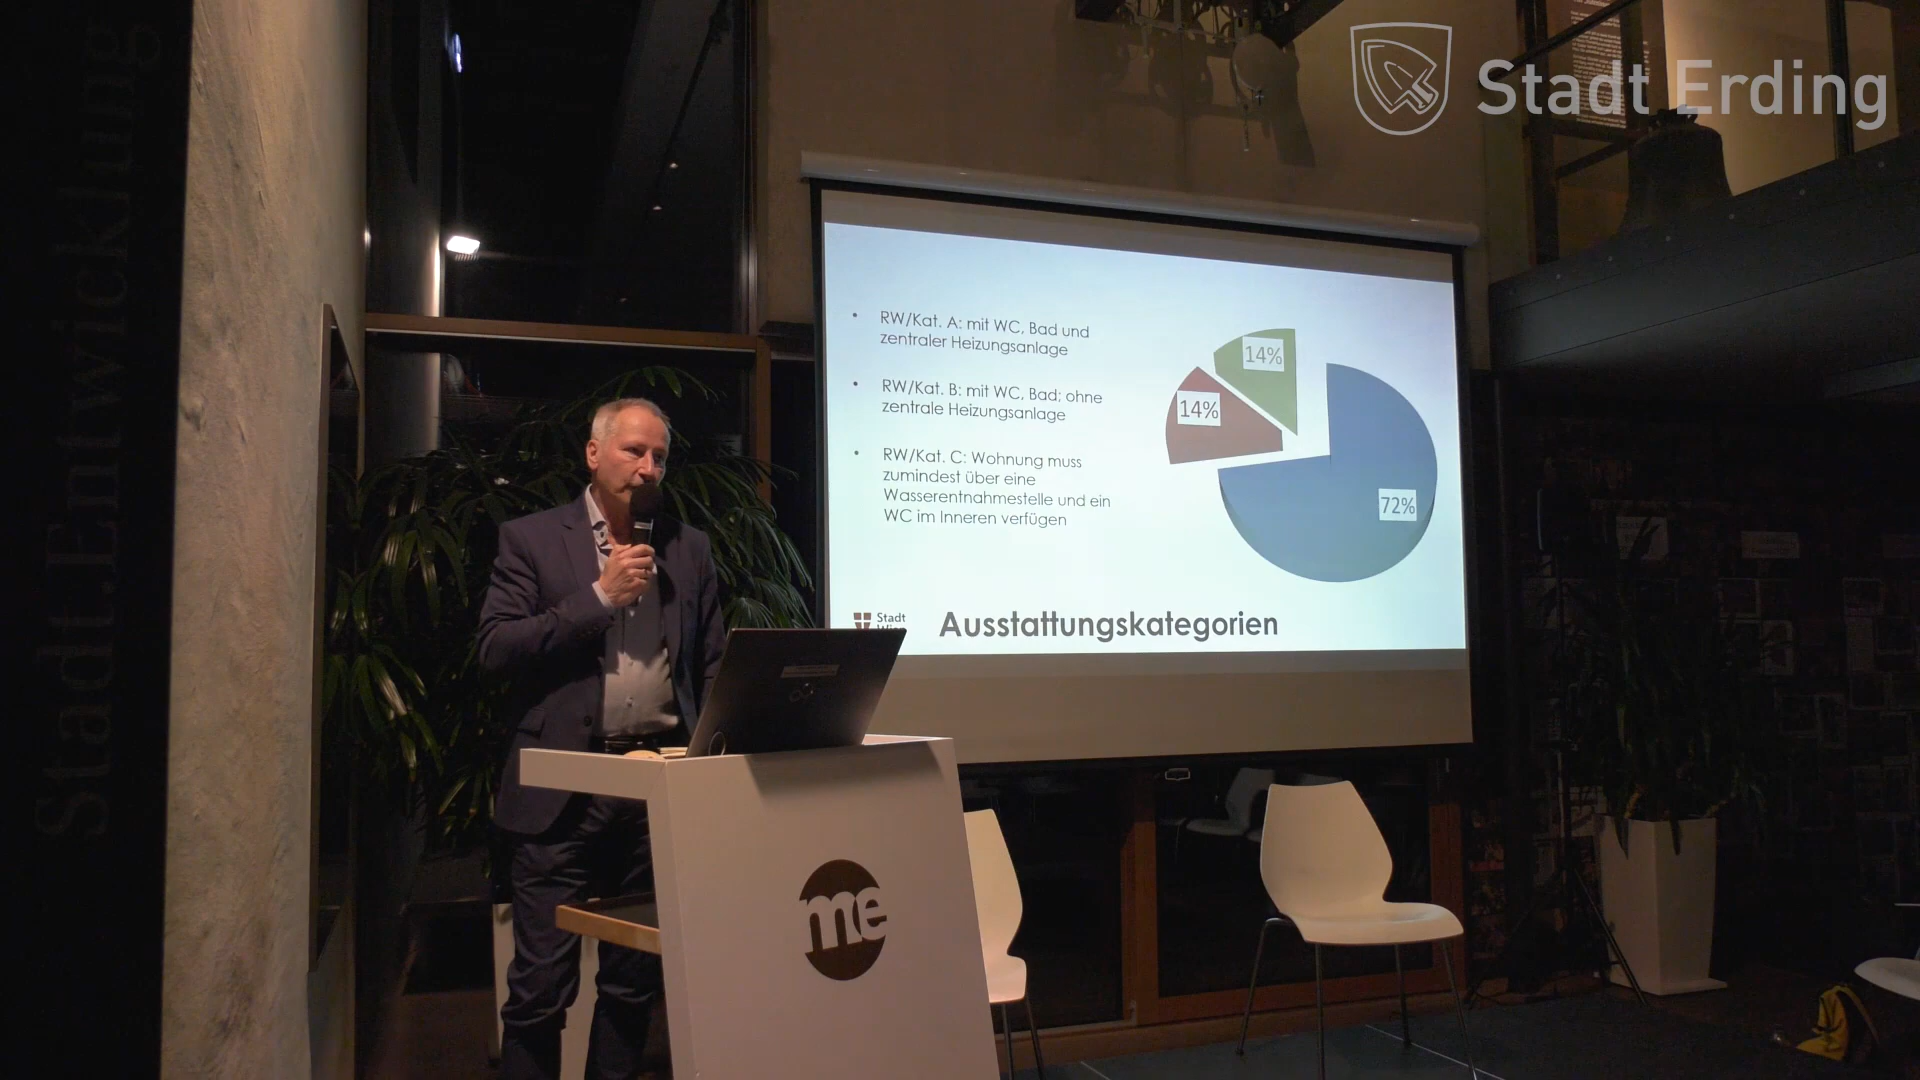 Stadt Erding
Stadt.Entwicklung
• RW/Kat. A: mit WC, Bad und
zentraler Heizungsanlage
• RW/Kat. B: mit WC, Bad; ohne
zentrale Heizungsanlage
• RW/Kat. C: Wohnung muss
zumindest über eine
Wasserentnahmestelle und ein
WC im Inneren verfügen
14%
14%
72%
Stadt
Ausstattungskategorien
me